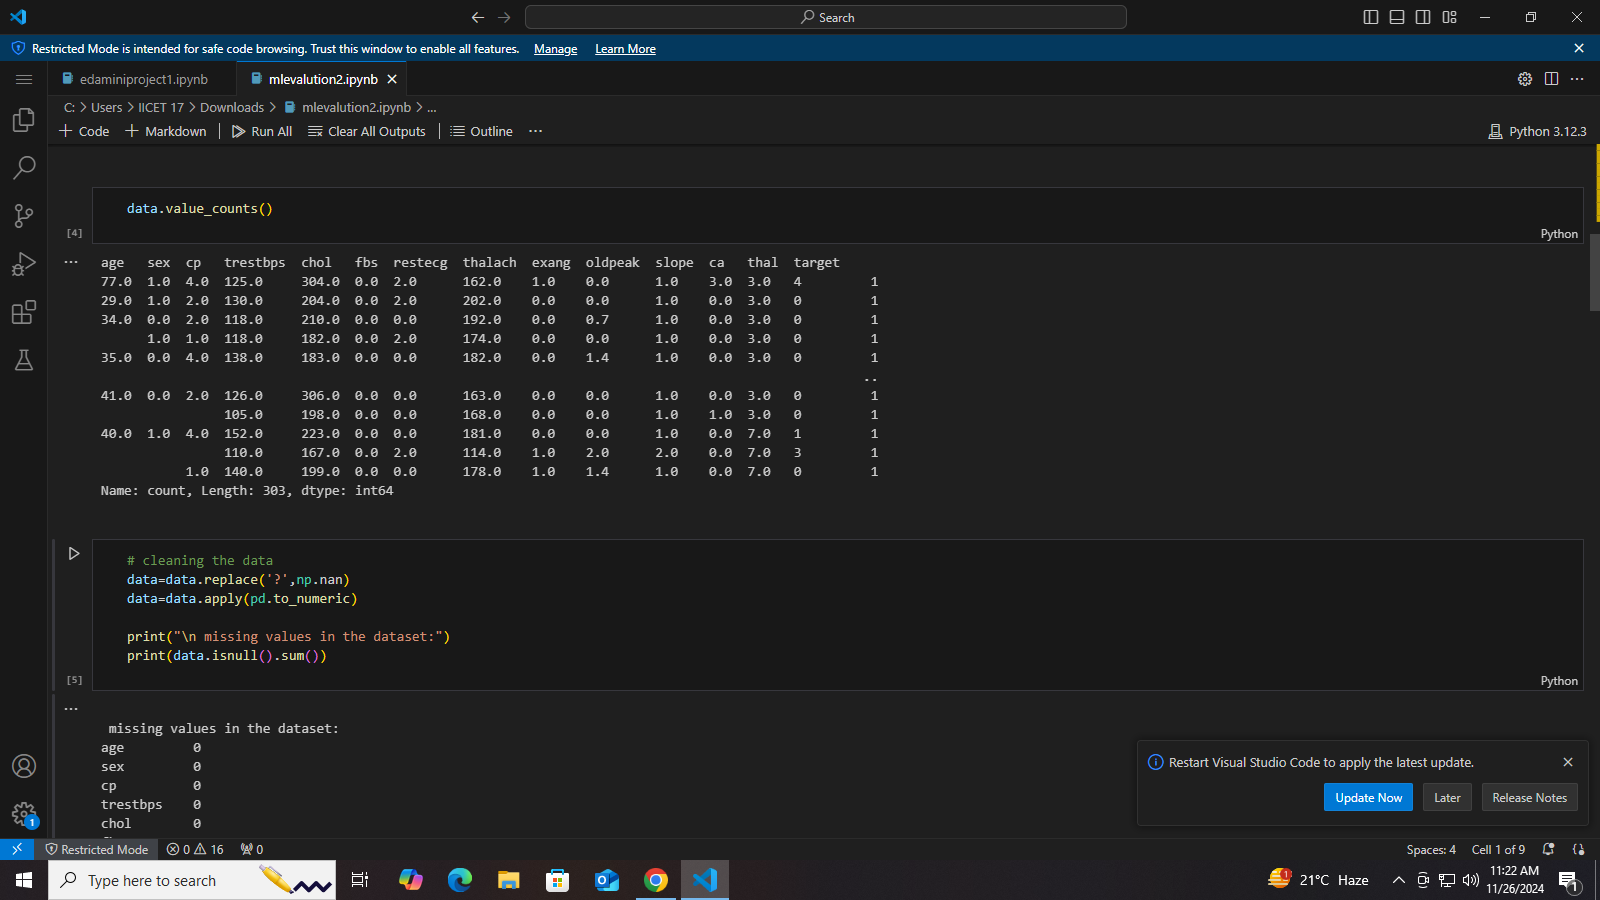 Search
Restricted Mode is intended for safe code browsing. Trust this window to enable all features. Manage Learn More
edaminiproject1.ipynb mlevalution2.ipynb
C: > Users > IICET 17 > Downloads > mlevalution2.ipynb > ...
+ Code + Markdown Run All Clear All Outputs Outline ... Python 3.12.3
data.value_counts()
[4] Python
age sex cp trestbps chol fbs restecg thalach exang oldpeak slope ca thal target
77.0 1.0 4.0 125.0 304.0 0.0 2.0 162.0 1.0 0.0 1.0 3.0 3.0 4 1
29.0 1.0 2.0 130.0 204.0 0.0 2.0 202.0 0.0 0.0 1.0 0.0 3.0 0 1
34.0 0.0 2.0 118.0 210.0 0.0 0.0 192.0 0.0 0.7 1.0 0.0 3.0 0 1
1.0 1.0 118.0 182.0 0.0 2.0 174.0 0.0 0.0 1.0 0.0 3.0 0 1
35.0 0.0 4.0 138.0 183.0 0.0 0.0 182.0 0.0 1.4 1.0 0.0 3.0 0 1
..
41.0 0.0 2.0 126.0 306.0 0.0 0.0 163.0 0.0 0.0 1.0 0.0 3.0 0 1
105.0 198.0 0.0 0.0 168.0 0.0 0.0 1.0 1.0 3.0 0 1
40.0 1.0 4.0 152.0 223.0 0.0 0.0 181.0 0.0 0.0 1.0 0.0 7.0 1 1
110.0 167.0 0.0 2.0 114.0 1.0 2.0 2.0 0.0 7.0 3 1
1.0 140.0 199.0 0.0 0.0 178.0 1.0 1.4 1.0 0.0 7.0 0 1
Name: count, Length: 303, dtype: int64
# cleaning the data
data=data.replace('?',np.nan)
data=data.apply(pd.to_numeric)
print("\n missing values in the dataset:")
print(data.isnull().sum())
[5] Python
missing values in the dataset:
age 0
sex 0
cp 0
trestbps 0
chol 0
Restart Visual Studio Code to apply the latest update.
Update Now Later Release Notes
1
Restricted Mode 0 16 0 Spaces: 4 Cell 1 of 9
Type here to search 1 21°C Haze 11:22 AM
11/26/2024 1